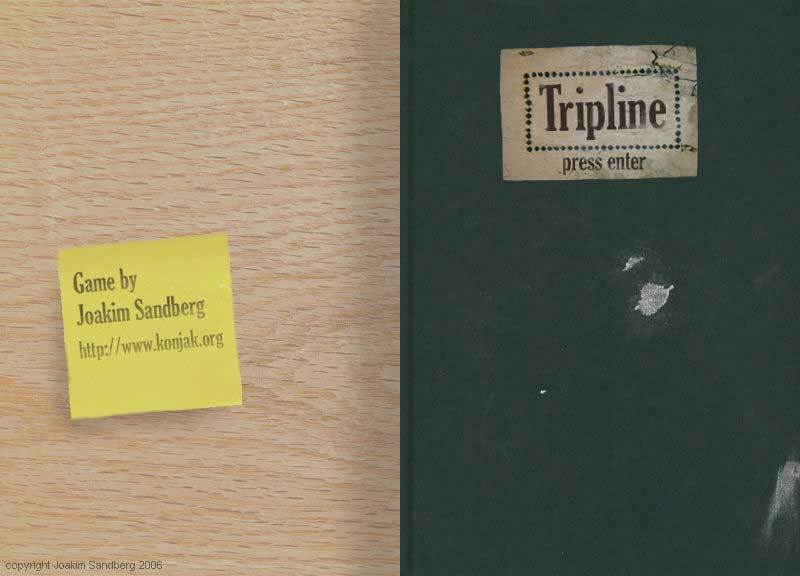 Game by
Joakim Sandberg
http://www.konjak.org
Tripline
press enter
copyright Joakim Sandberg 2006